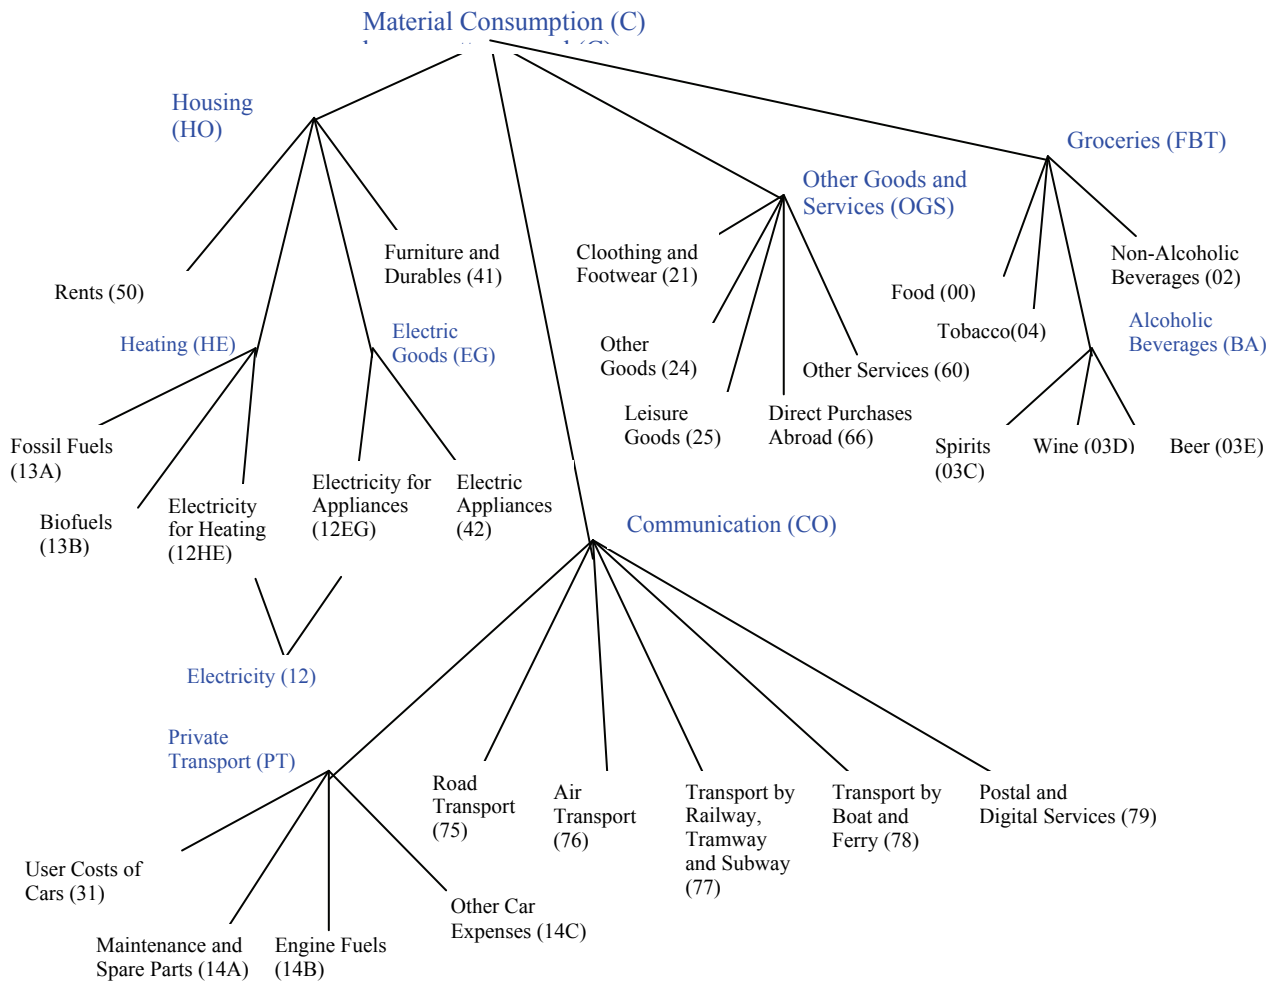 Material Consumption (C)
Housing
(HO)
Groceries (FBT)
Other Goods and
Services (OGS)
Furniture and
Durables (41)
Cloothing and
Footwear (21)
Non-Alcoholic
Beverages (02)
Rents (50)
Food (00)
Tobacco(04)
Alcoholic
Beverages (BA)
Heating (HE)
Electric
Goods (EG)
Other
Goods (24)
Other Services (60)
Leisure
Goods (25)
Direct Purchases
Abroad (66)
Fossil Fuels
(13A)
Spirits
(03C)
Wine (03D)
Beer (03E)
Biofuels
(13B)
Electricity
for Heating
(12HE)
Electricity for
Appliances
(12EG)
Electric
Appliances
(42)
Communication (CO)
Electricity (12)
Private
Transport (PT)
Road
Transport
(75)
Air
Transport
(76)
Transport by
Railway,
Tramway
and Subway
(77)
Transport by
Boat and
Ferry (78)
Postal and
Digital Services (79)
User Costs of
Cars (31)
Maintenance and
Spare Parts (14A)
Engine Fuels
(14B)
Other Car
Expenses (14C)